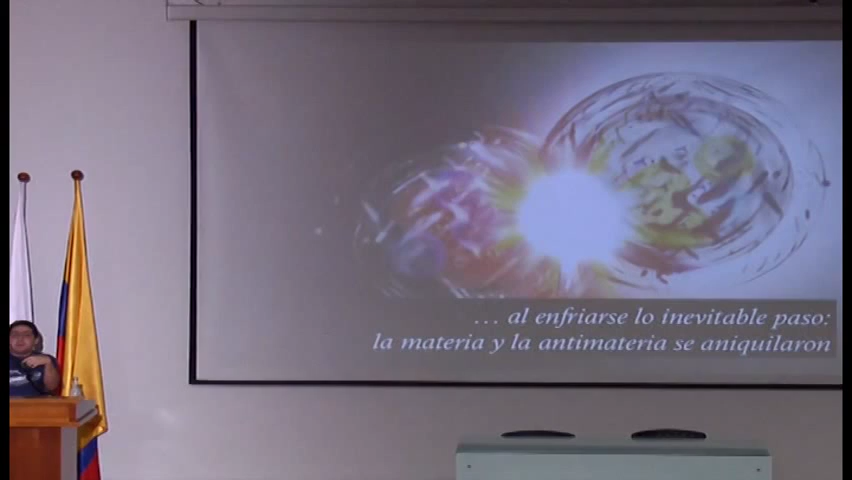 ... al enfriarse lo inevitable paso:
la materia y la antimateria se aniquilaron